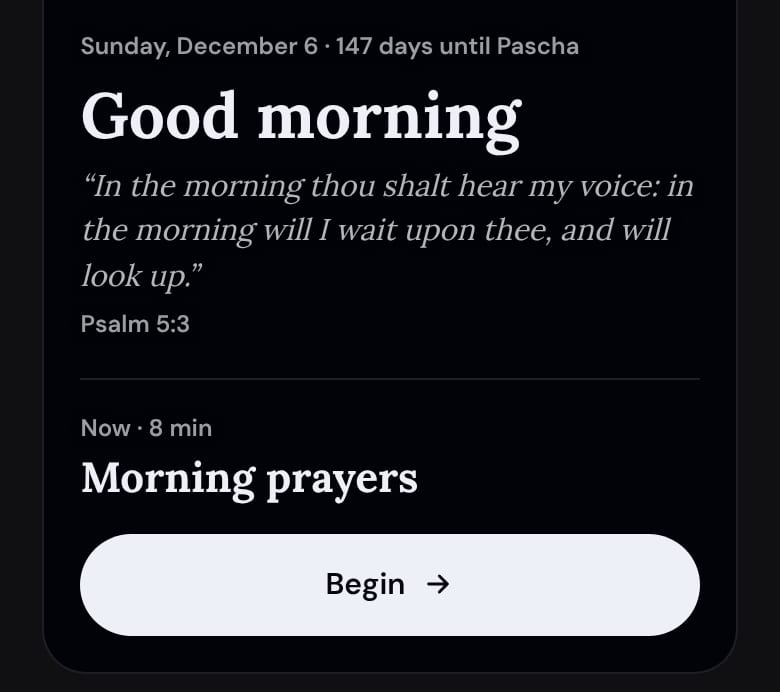 Sunday, December 6 · 147 days until Pascha
Good morning
“In the morning thou shalt hear my voice: in
the morning will I wait upon thee, and will
look up.”
Psalm 5:3
Now · 8 min
Morning prayers
Begin →